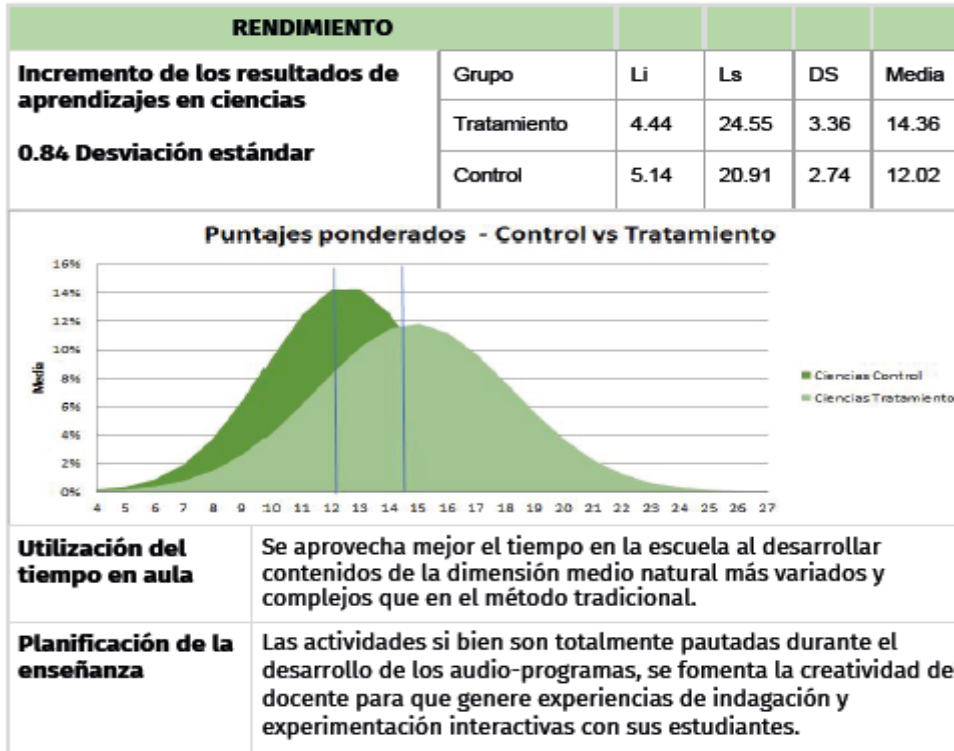 RENDIMIENTO
Incremento de los resultados de
aprendizajes en ciencias
0.84 Desviación estándar
Grupo Li Ls DS Media
Tratamiento 4.44 24.55 3.36 14.36
Control 5.14 20.91 2.74 12.02
Puntajes ponderados - Control vs Tratamiento
16%
14%
12%
10%
8%
6%
4%
2%
0%
Media
4 5 6 7 8 9 10 11 12 13 14 15 16 17 18 19 20 21 22 23 24 25 26 27
Ciencias Control
Ciencias Tratamiento
Utilización del
tiempo en aula
Se aprovecha mejor el tiempo en la escuela al desarrollar
contenidos de la dimensión medio natural más variados y
complejos que en el método tradicional.
Planificación de la
enseñanza
Las actividades si bien son totalmente pautadas durante el
desarrollo de los audio-programas, se fomenta la creatividad de
docente para que genere experiencias de indagación y
experimentación interactivas con sus estudiantes.